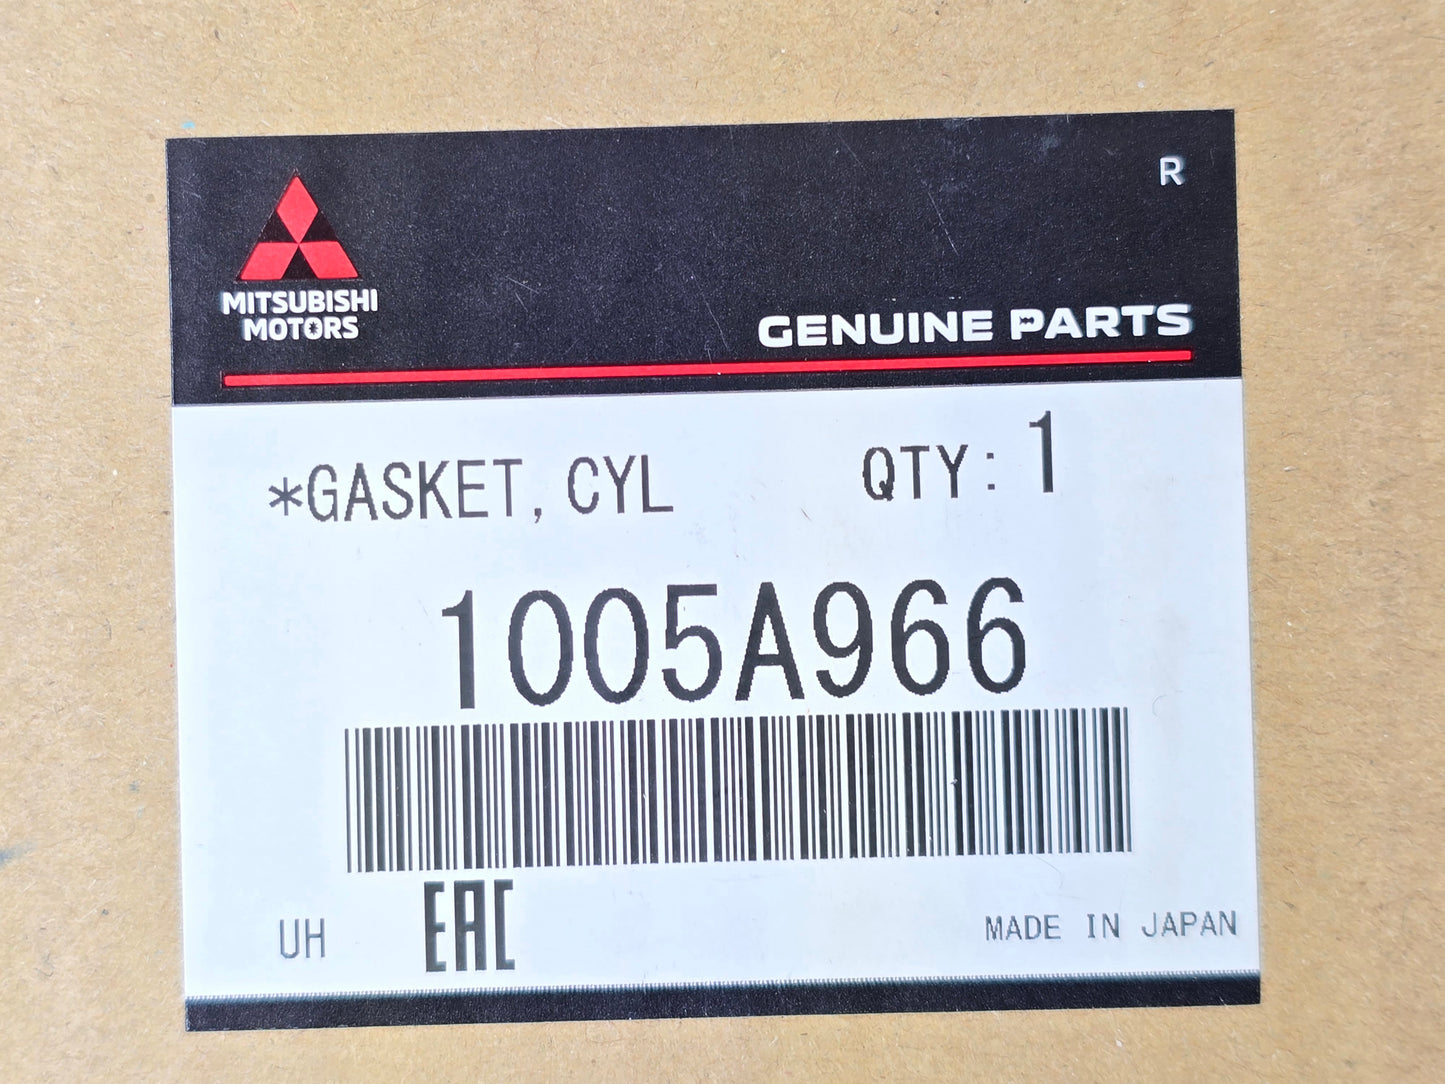 R
MITSUBISHI
MOTORS
GENUINE PARTS
*GASKET, CYL QTY: 1
1005A966
UH EAC MADE IN JAPAN